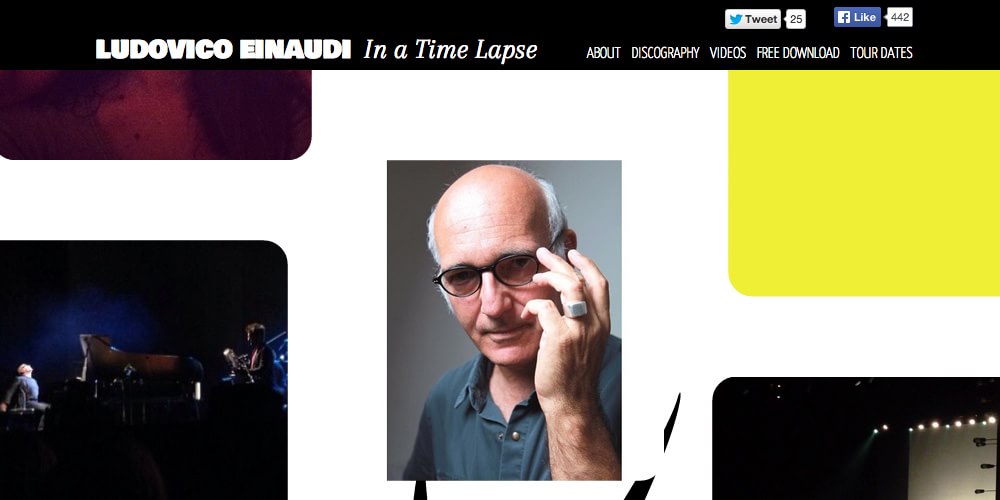 Tweet 25 Like 442
LUDOVICO EINAUDI In a Time Lapse ABOUT DISCOGRAPHY VIDEOS FREE DOWNLOAD TOUR DATES